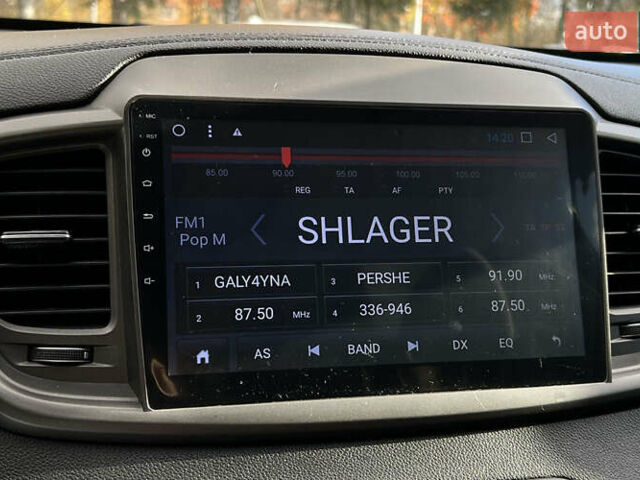 auto
MIC
RST
14:20
85.00 90.00 95.00 100.00 105.00 110.00
REG TA AF PTY
FM1
Pop M
SHLAGER
1 GALY4YNA 3 PERSHE 5 91.90 MHz
2 87.50 MHz 4 336-946 6 87.50 MHz
AS BAND DX EQ